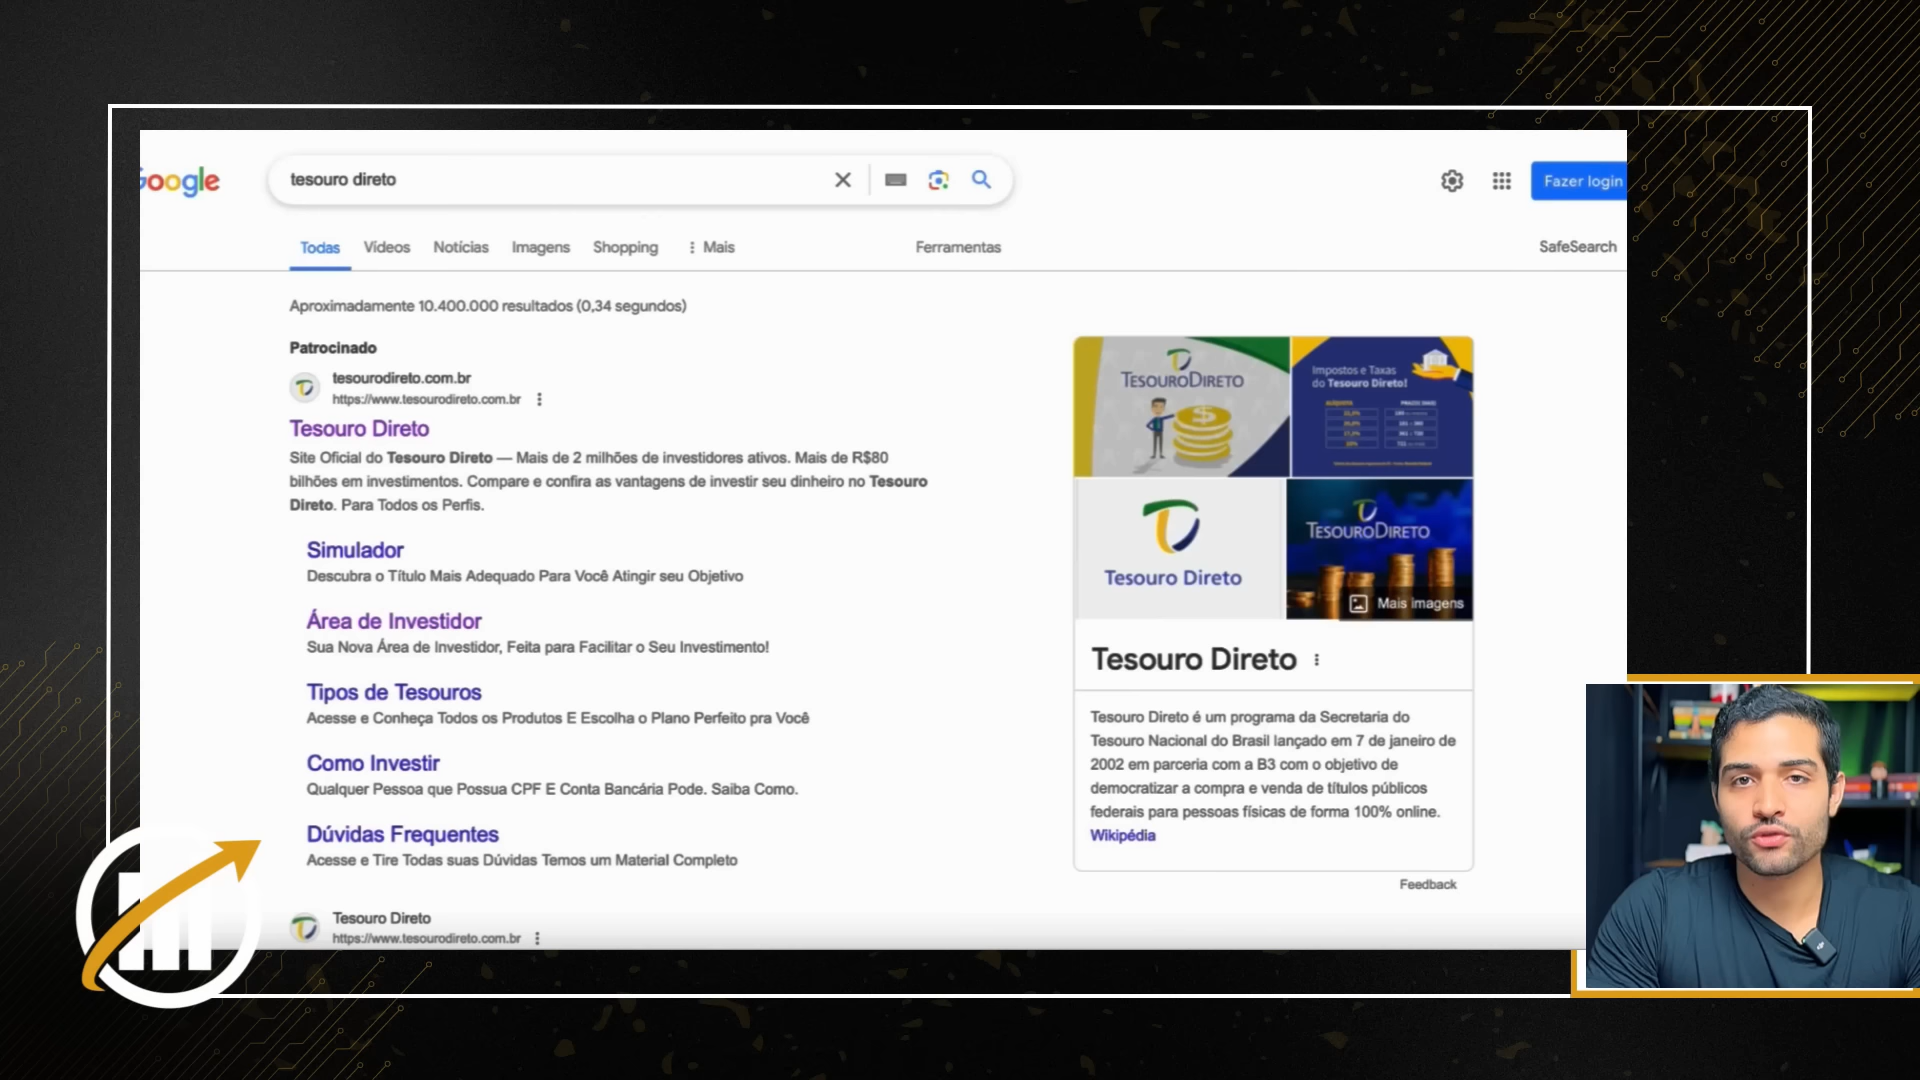 Google
tesouro direto
Fazer login
Todas Vídeos Notícias Imagens Shopping Mais Ferramentas SafeSearch
Aproximadamente 10.400.000 resultados (0,34 segundos)
Patrocinado
tesourodireto.com.br
https://www.tesourodireto.com.br
Tesouro Direto
Site Oficial do Tesouro Direto — Mais de 2 milhões de investidores ativos. Mais de R$80
bilhões em investimentos. Compare e confira as vantagens de investir seu dinheiro no Tesouro
Direto. Para Todos os Perfis.
Simulador
Descubra o Título Mais Adequado Para Você Atingir seu Objetivo
Área de Investidor
Sua Nova Área de Investidor, Feita para Facilitar o Seu Investimento!
Tipos de Tesouros
Acesse e Conheça Todos os Produtos E Escolha o Plano Perfeito pra Você
Como Investir
Qualquer Pessoa que Possua CPF E Conta Bancária Pode. Saiba Como.
Dúvidas Frequentes
Acesse e Tire Todas suas Dúvidas Temos um Material Completo
Tesouro Direto
https://www.tesourodireto.com.br
TESOURODIRETO
Impostos e Taxas
do Tesouro Direto!
Tesouro Direto
TESOURODIRETO
Mais imagens
Tesouro Direto
Tesouro Direto é um programa da Secretaria do
Tesouro Nacional do Brasil lançado em 7 de janeiro de
2002 em parceria com a B3 com o objetivo de
democratizar a compra e venda de títulos públicos
federais para pessoas físicas de forma 100% online.
Wikipédia
Feedback